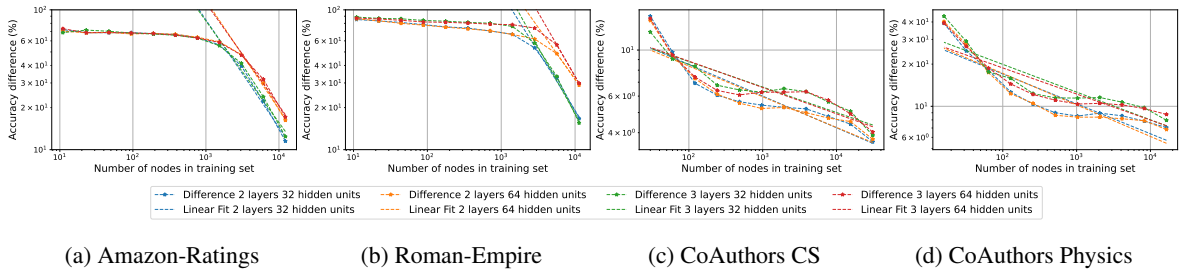 Accuracy difference (%)
10²
6 × 10¹
4 × 10¹
3 × 10¹
2 × 10¹
10¹
10¹ 10² 10³ 10⁴
Number of nodes in training set
Accuracy difference (%)
10²
6 × 10¹
4 × 10¹
3 × 10¹
2 × 10¹
10¹
10¹ 10² 10³ 10⁴
Number of nodes in training set
Accuracy difference (%)
10¹
6 × 10⁰
4 × 10⁰
10² 10³ 10⁴
Number of nodes in training set
Accuracy difference (%)
4 × 10¹
3 × 10¹
2 × 10¹
10¹
6 × 10⁰
10² 10³ 10⁴
Number of nodes in training set
Difference 2 layers 32 hidden units
Linear Fit 2 layers 32 hidden units
Difference 2 layers 64 hidden units
Linear Fit 2 layers 64 hidden units
Difference 3 layers 32 hidden units
Linear Fit 3 layers 32 hidden units
Difference 3 layers 64 hidden units
Linear Fit 3 layers 64 hidden units
(a) Amazon-Ratings
(b) Roman-Empire
(c) CoAuthors CS
(d) CoAuthors Physics